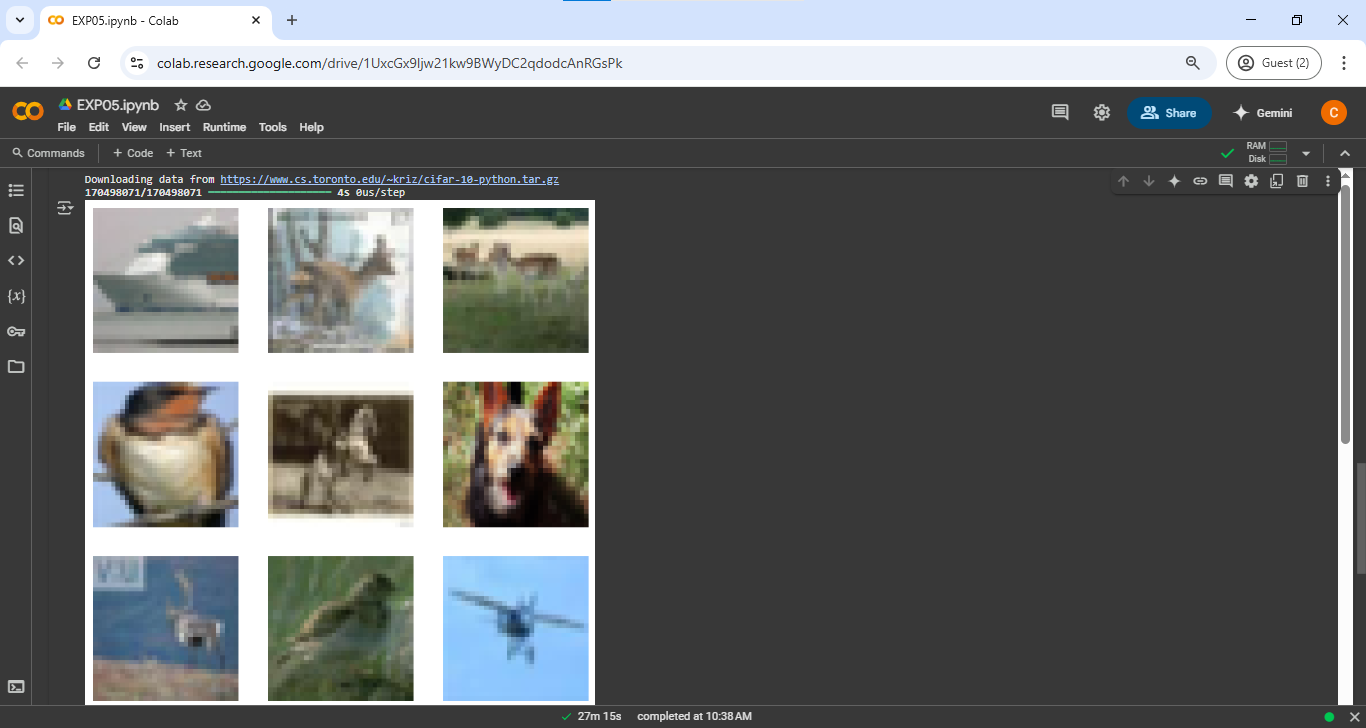 EXP05.ipynb - Colab
colab.research.google.com/drive/1UxcGx9Ijw21kw9BWyDC2qdodcAnRGsPk
Guest (2)
EXP05.ipynb
Share
Gemini
C
File Edit View Insert Runtime Tools Help
Commands + Code + Text
RAM
Disk
Downloading data from https://www.cs.toronto.edu/~kriz/cifar-10-python.tar.gz
170498071/170498071 ━━━━━━━━━━━━━━━━━━━━ 4s 0us/step
27m 15s completed at 10:38 AM